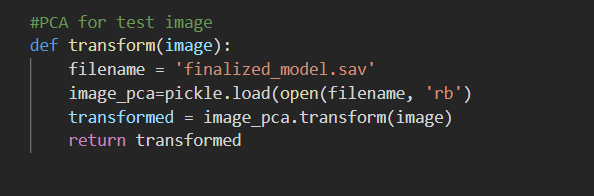 #PCA for test image
def transform(image):
    filename = 'finalized_model.sav'
    image_pca=pickle.load(open(filename, 'rb')
    transformed = image_pca.transform(image)
    return transformed